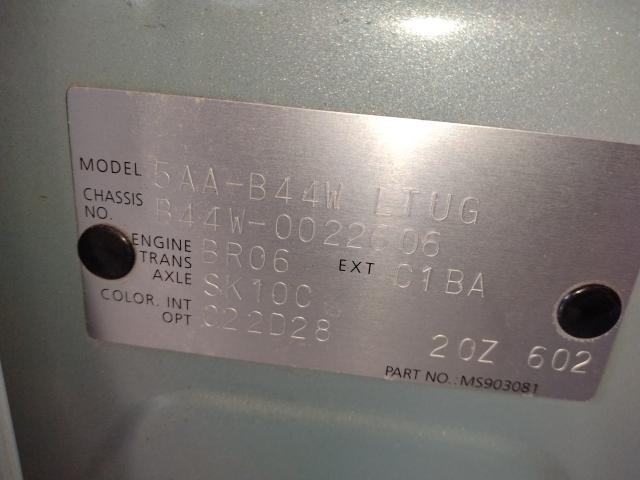 MODEL 5AA-B44W LTUG
CHASSIS NO. B44W-0022606
ENGINE BR06 EXT C1BA
TRANS AXLE SK10C
COLOR. INT OPT C22D28
20Z 602
PART NO.:MS903081